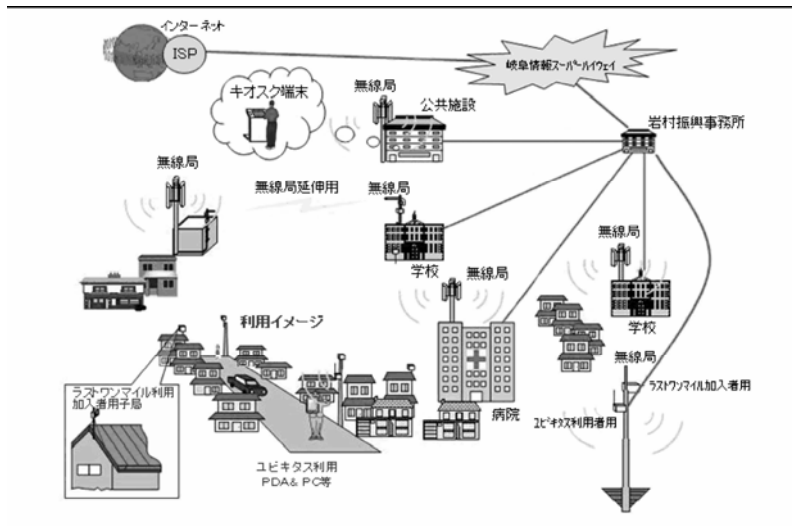 インターネット
ISP
岐阜情報スーパーハイウェイ
キオスク端末
無線局
公共施設
岩村振興事務所
無線局
無線局延伸用
無線局
学校
無線局
無線局
学校
利用イメージ
病院
無線局
ラストワンマイル加入者用
ユビキタス利用者用
ラストワンマイル利用
加入者用子局
ユビキタス利用
PDA& PC等